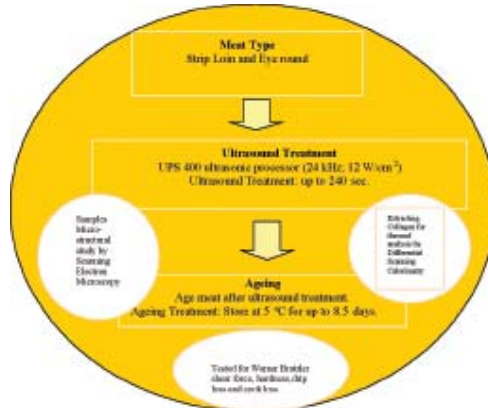 Meat Type
Strip Loin and Eye round
Ultrasound Treatment
UPS 400 ultrasonic processor (24 kHz, 12 W/cm²)
Ultrasound Treatment: up to 240 sec.
Samples
Micro-
structural
study by
Scanning
Electron
Microscopy
Extracting
Collagen for
thermal
analysis by
Differential
Scanning
Calorimetry
Ageing
Age meat after ultrasound treatment.
Ageing Treatment: Store at 5 °C for up to 8.5 days.
Tested for Warner Bratzler
shear force, hardness, drip
loss and cook loss